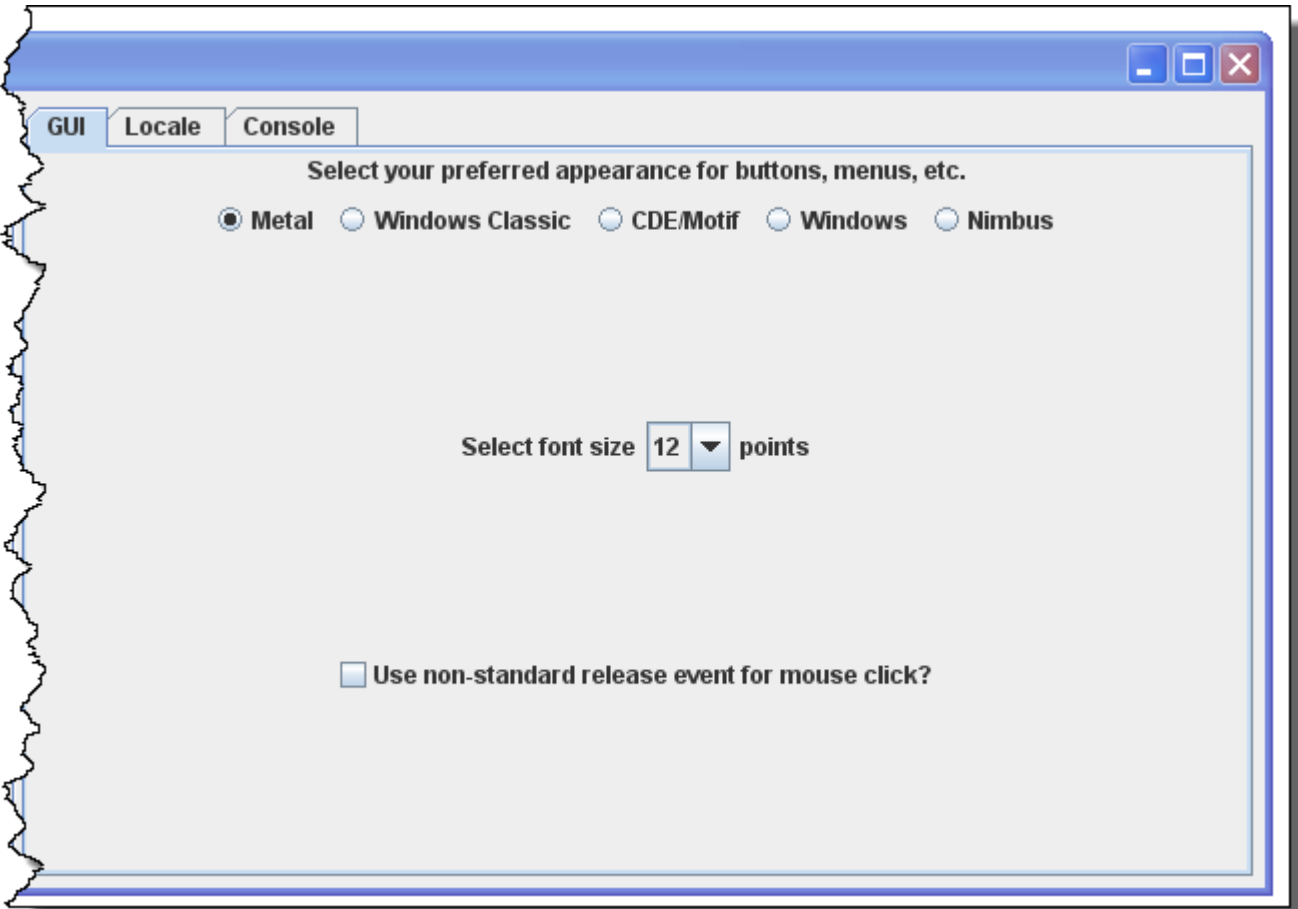 GUI Locale Console
Select your preferred appearance for buttons, menus, etc.
Metal Windows Classic CDE/Motif Windows Nimbus
Select font size 12 points
Use non-standard release event for mouse click?